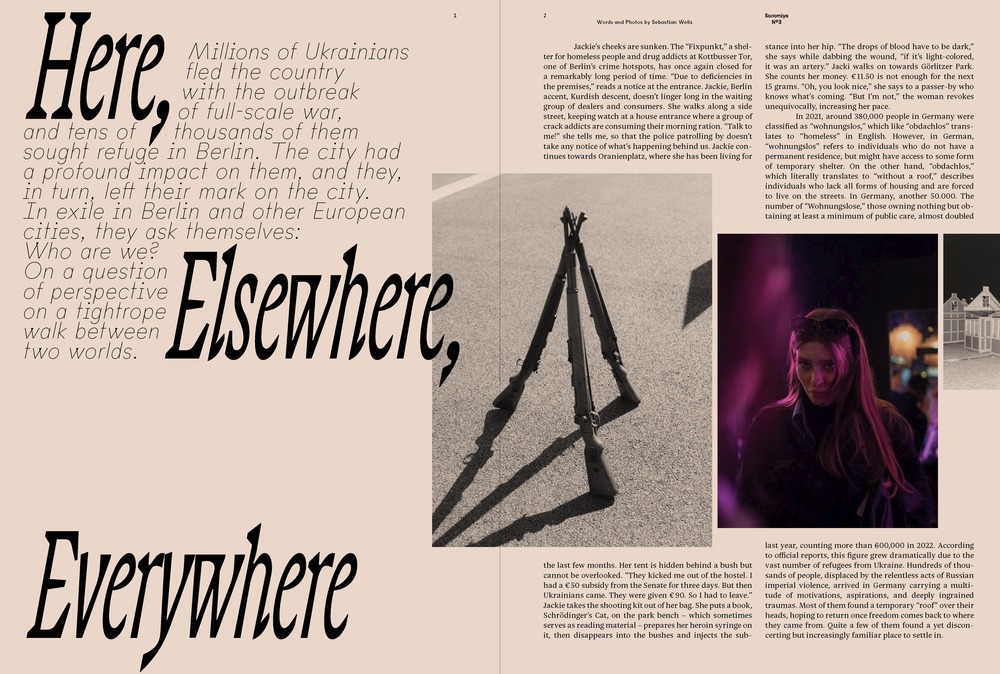 1
Here,
Millions of Ukrainians
fled the country
with the outbreak
of full-scale war,
and tens of thousands of them
sought refuge in Berlin. The city had
a profound impact on them, and they,
in turn, left their mark on the city.
In exile in Berlin and other European
cities, they ask themselves:
Who are we?
On a question
of perspective
on a tightrope
walk between
two worlds.
Elsewhere,
Everywhere
2
Words and Photos by Sebastian Wells
Soromiya
Nº3
Jackie's cheeks are sunken. The "Fixpunkt," a shel-
ter for homeless people and drug addicts at Kottbusser Tor,
one of Berlin's crime hotspots, has once again closed for
a remarkably long period of time. "Due to deficiencies in
the premises," reads a notice at the entrance. Jackie, Berlin
accent, Kurdish descent, doesn't linger long in the waiting
group of dealers and consumers. She walks along a side
street, keeping watch at a house entrance where a group of
crack addicts are consuming their morning ration. "Talk to
me!" she tells me, so that the police patrolling by doesn't
take any notice of what's happening behind us. Jackie con-
tinues towards Oranienplatz, where she has been living for
the last few months. Her tent is hidden behind a bush but
cannot be overlooked. "They kicked me out of the hostel. I
had a €50 subsidy from the Senate for three days. But then
Ukrainians came. They were given €90. So I had to leave."
Jackie takes the shooting kit out of her bag. She puts a book,
Schrödinger's Cat, on the park bench – which sometimes
serves as reading material – prepares her heroin syringe on
it, then disappears into the bushes and injects the sub-
stance into her hip. "The drops of blood have to be dark,"
she says while dabbing the wound, "if it's light-colored,
it was an artery." Jacki walks on towards Görlitzer Park.
She counts her money. €11.50 is not enough for the next
15 grams. "Oh, you look nice," she says to a passer-by who
knows what's coming. "But I'm not," the woman revokes
unequivocally, increasing her pace.
In 2021, around 380,000 people in Germany were
classified as "wohnungslos," which like "obdachlos" trans-
lates to "homeless" in English. However, in German,
"wohnungslos" refers to individuals who do not have a
permanent residence, but might have access to some form
of temporary shelter. On the other hand, "obdachlos,"
which literally translates to "without a roof," describes
individuals who lack all forms of housing and are forced
to live on the streets. In Germany, another 50.000. The
number of "Wohnungslose," those owning nothing but ob-
taining at least a minimum of public care, almost doubled
last year, counting more than 600,000 in 2022. According
to official reports, this figure grew dramatically due to the
vast number of refugees from Ukraine. Hundreds of thou-
sands of people, displaced by the relentless acts of Russian
imperial violence, arrived in Germany carrying a multi-
tude of motivations, aspirations, and deeply ingrained
traumas. Most of them found a temporary "roof" over their
heads, hoping to return once freedom comes back to where
they came from. Quite a few of them found a yet discon-
certing but increasingly familiar place to settle in.